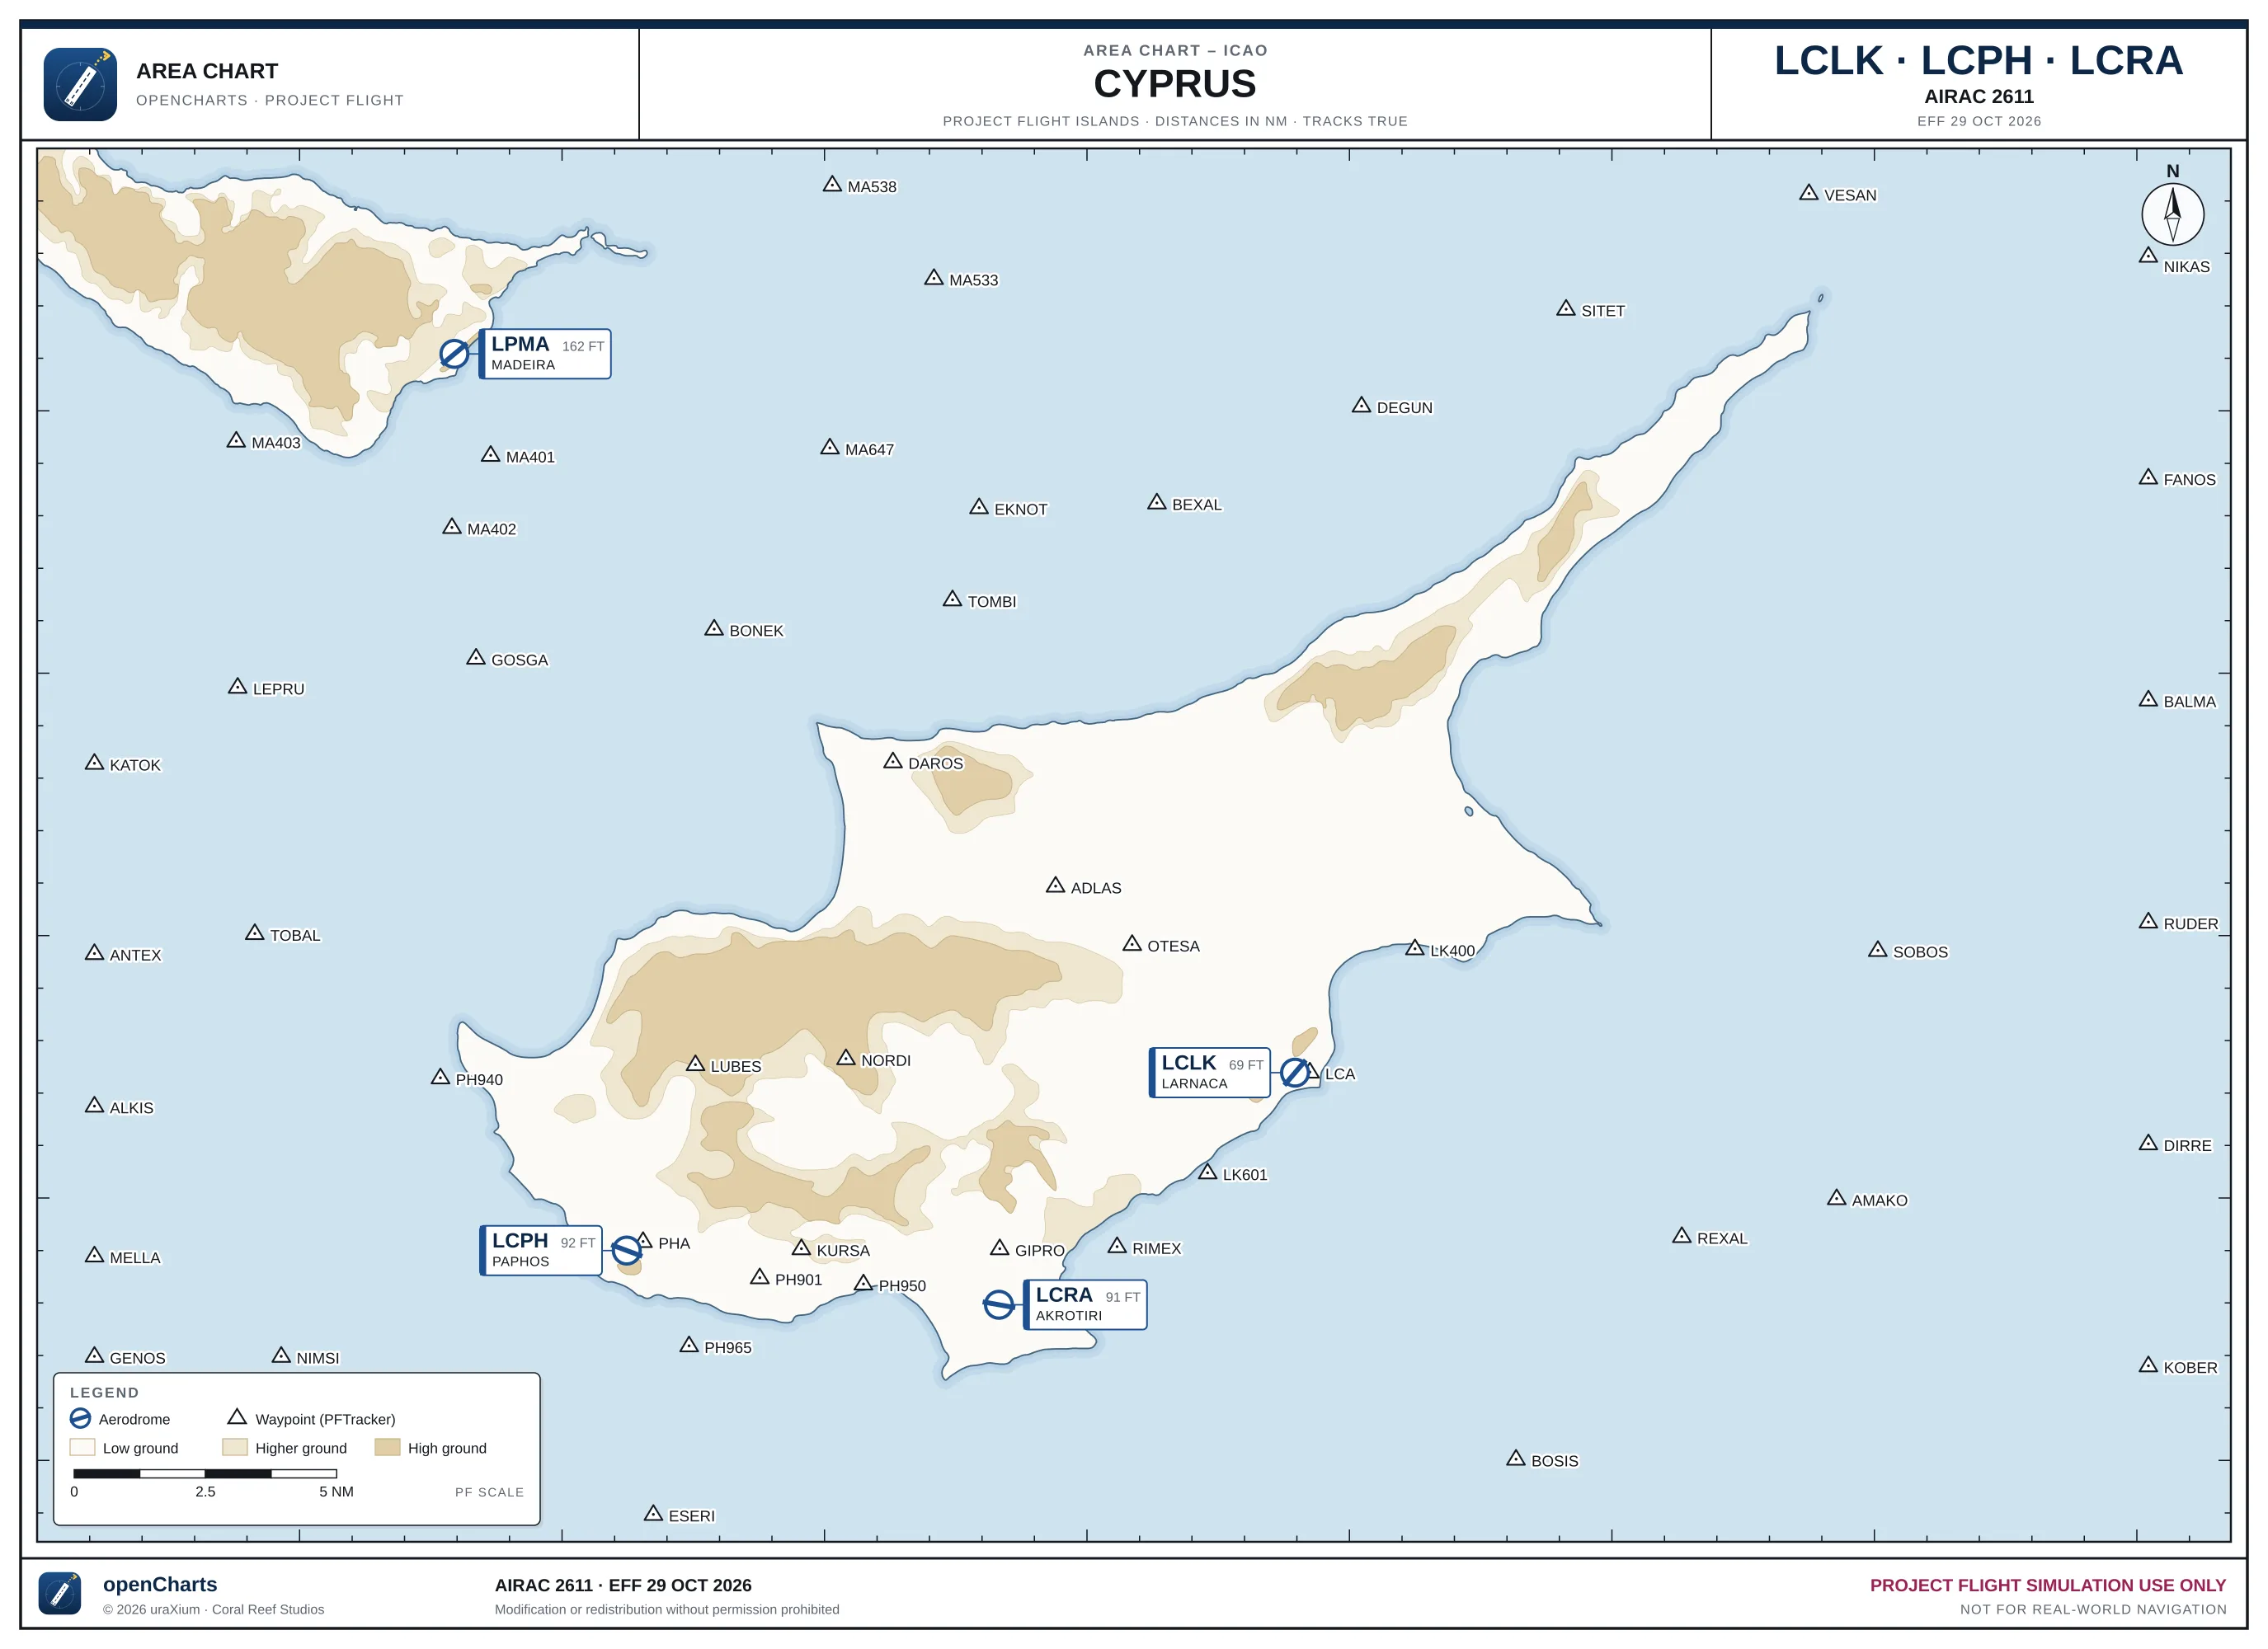 AREA CHART
OPENCHARTS · PROJECT FLIGHT
AREA CHART – ICAO
CYPRUS
PROJECT FLIGHT ISLANDS · DISTANCES IN NM · TRACKS TRUE
LCLK · LCPH · LCRA
AIRAC 2611
EFF 29 OCT 2026
N
MA538
VESAN
NIKAS
MA533
SITET
LPMA 162 FT
MADEIRA
DEGUN
MA403
MA401
MA647
FANOS
EKNOT
BEXAL
MA402
TOMBI
BONEK
GOSGA
LEPRU
BALMA
KATOK
DAROS
ADLAS
TOBAL
ANTEX
OTESA
LK400
SOBOS
RUDER
LUBES
NORDI
LCLK 69 FT
LARNACA
LCA
PH940
ALKIS
DIRRE
LK601
AMAKO
LCPH 92 FT
PAPHOS
PHA
KURSA
GIPRO
RIMEX
REXAL
MELLA
PH901
PH950
LCRA 91 FT
AKROTIRI
PH965
GENOS
NIMSI
KOBER
BOSIS
ESERI
LEGEND
Aerodrome
Waypoint (PFTracker)
Low ground
Higher ground
High ground
0 2.5 5 NM
PF SCALE
openCharts
© 2026 uraXium · Coral Reef Studios
AIRAC 2611 · EFF 29 OCT 2026
Modification or redistribution without permission prohibited
PROJECT FLIGHT SIMULATION USE ONLY
NOT FOR REAL-WORLD NAVIGATION